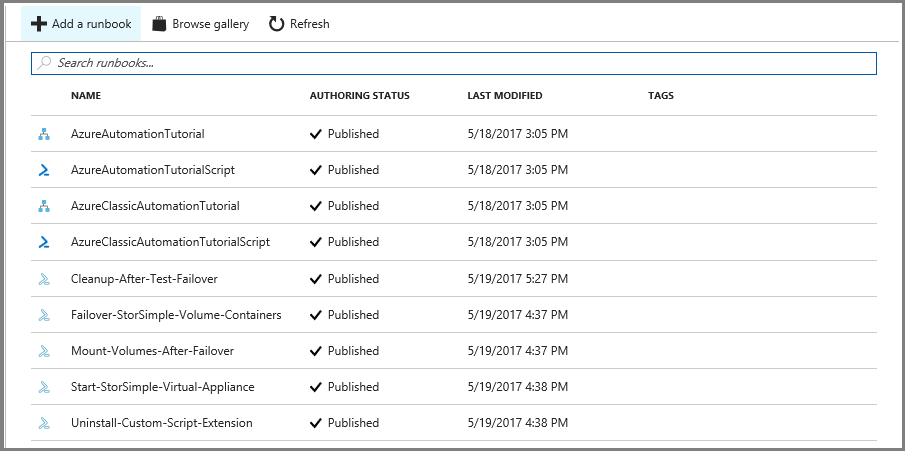 Add a runbook Browse gallery Refresh
Search runbooks...
NAME AUTHORING STATUS LAST MODIFIED TAGS
AzureAutomationTutorial Published 5/18/2017 3:05 PM
AzureAutomationTutorialScript Published 5/18/2017 3:05 PM
AzureClassicAutomationTutorial Published 5/18/2017 3:05 PM
AzureClassicAutomationTutorialScript Published 5/18/2017 3:05 PM
Cleanup-After-Test-Failover Published 5/19/2017 5:27 PM
Failover-StorSimple-Volume-Containers Published 5/19/2017 4:37 PM
Mount-Volumes-After-Failover Published 5/19/2017 4:37 PM
Start-StorSimple-Virtual-Appliance Published 5/19/2017 4:38 PM
Uninstall-Custom-Script-Extension Published 5/19/2017 4:38 PM